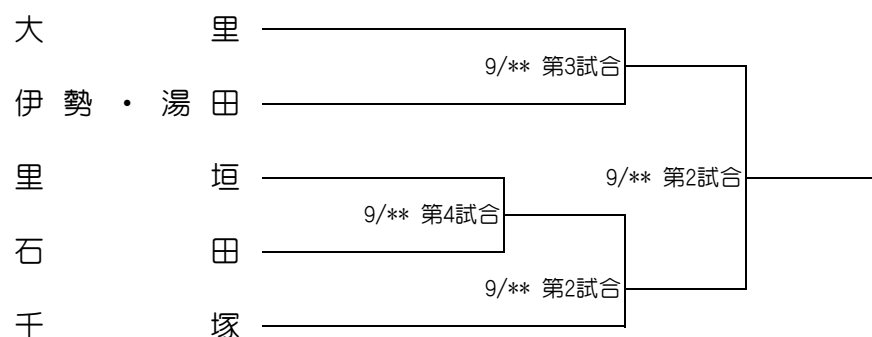 大里
9/** 第3試合
伊勢・湯田
里垣
9/** 第2試合
9/** 第4試合
石田
9/** 第2試合
千塚